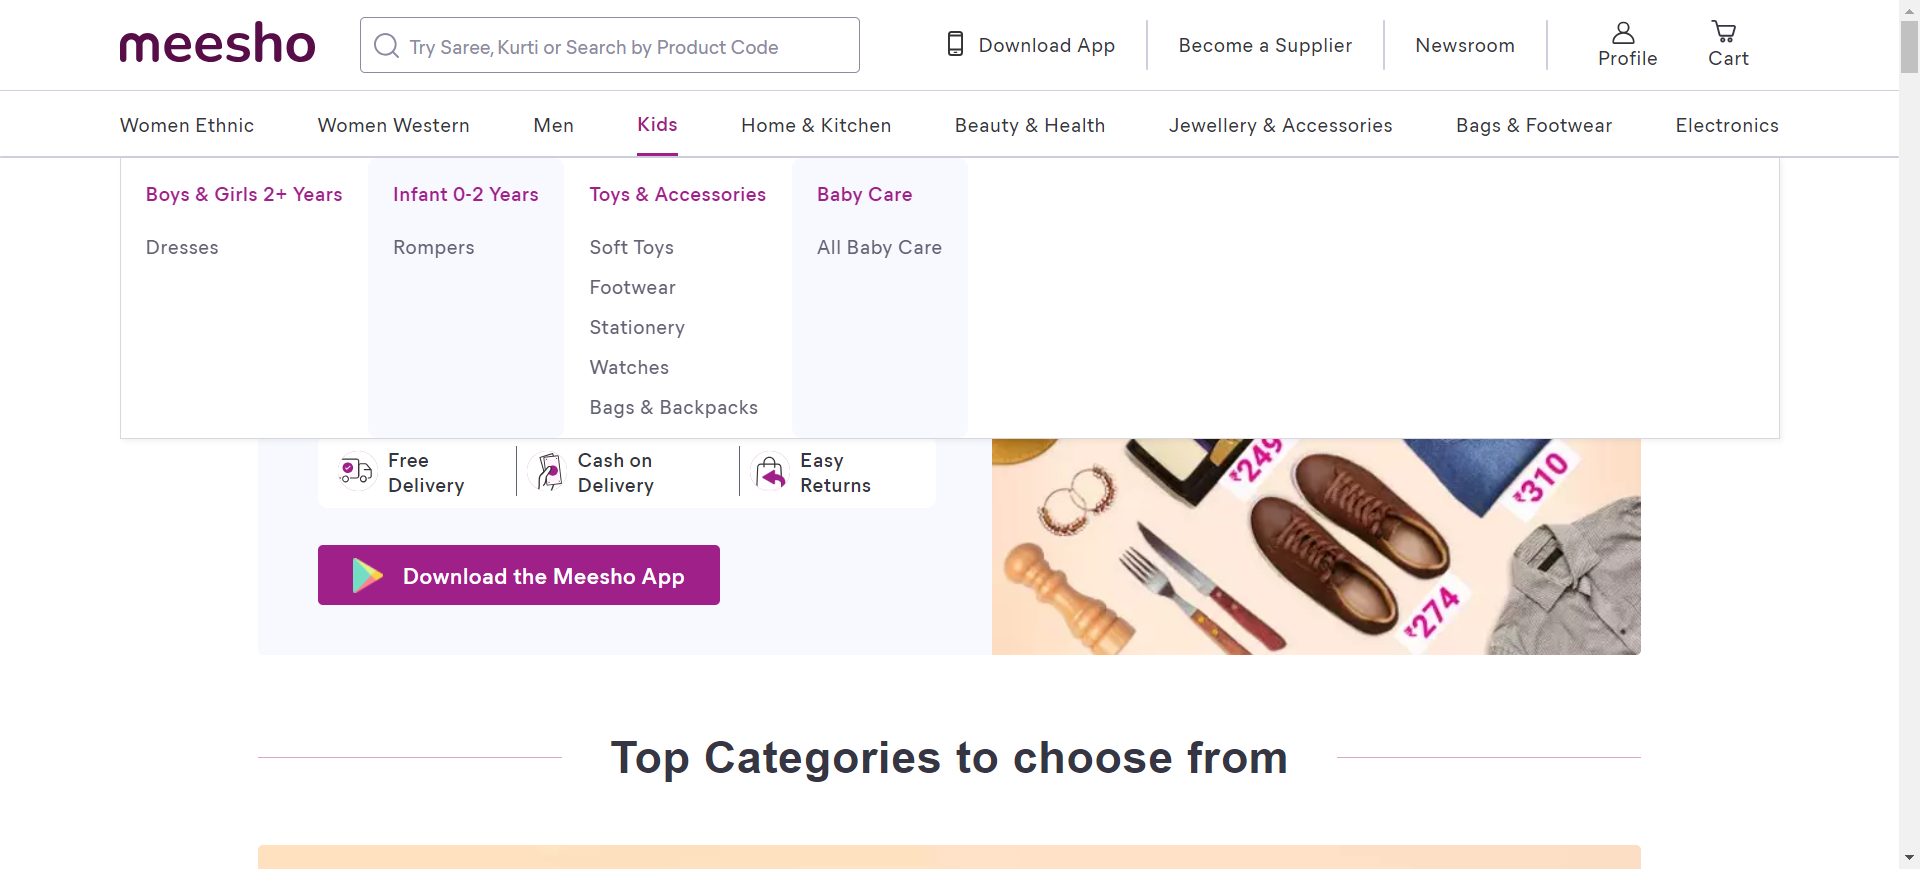 meesho
Try Saree, Kurti or Search by Product Code
Download App
Become a Supplier
Newsroom
Profile
Cart
Women Ethnic
Women Western
Men
Kids
Home & Kitchen
Beauty & Health
Jewellery & Accessories
Bags & Footwear
Electronics
Boys & Girls 2+ Years
Dresses
Infant 0-2 Years
Rompers
Toys & Accessories
Soft Toys
Footwear
Stationery
Watches
Bags & Backpacks
Baby Care
All Baby Care
Free
Delivery
Cash on
Delivery
Easy
Returns
Download the Meesho App
₹249
₹310
₹274
Top Categories to choose from